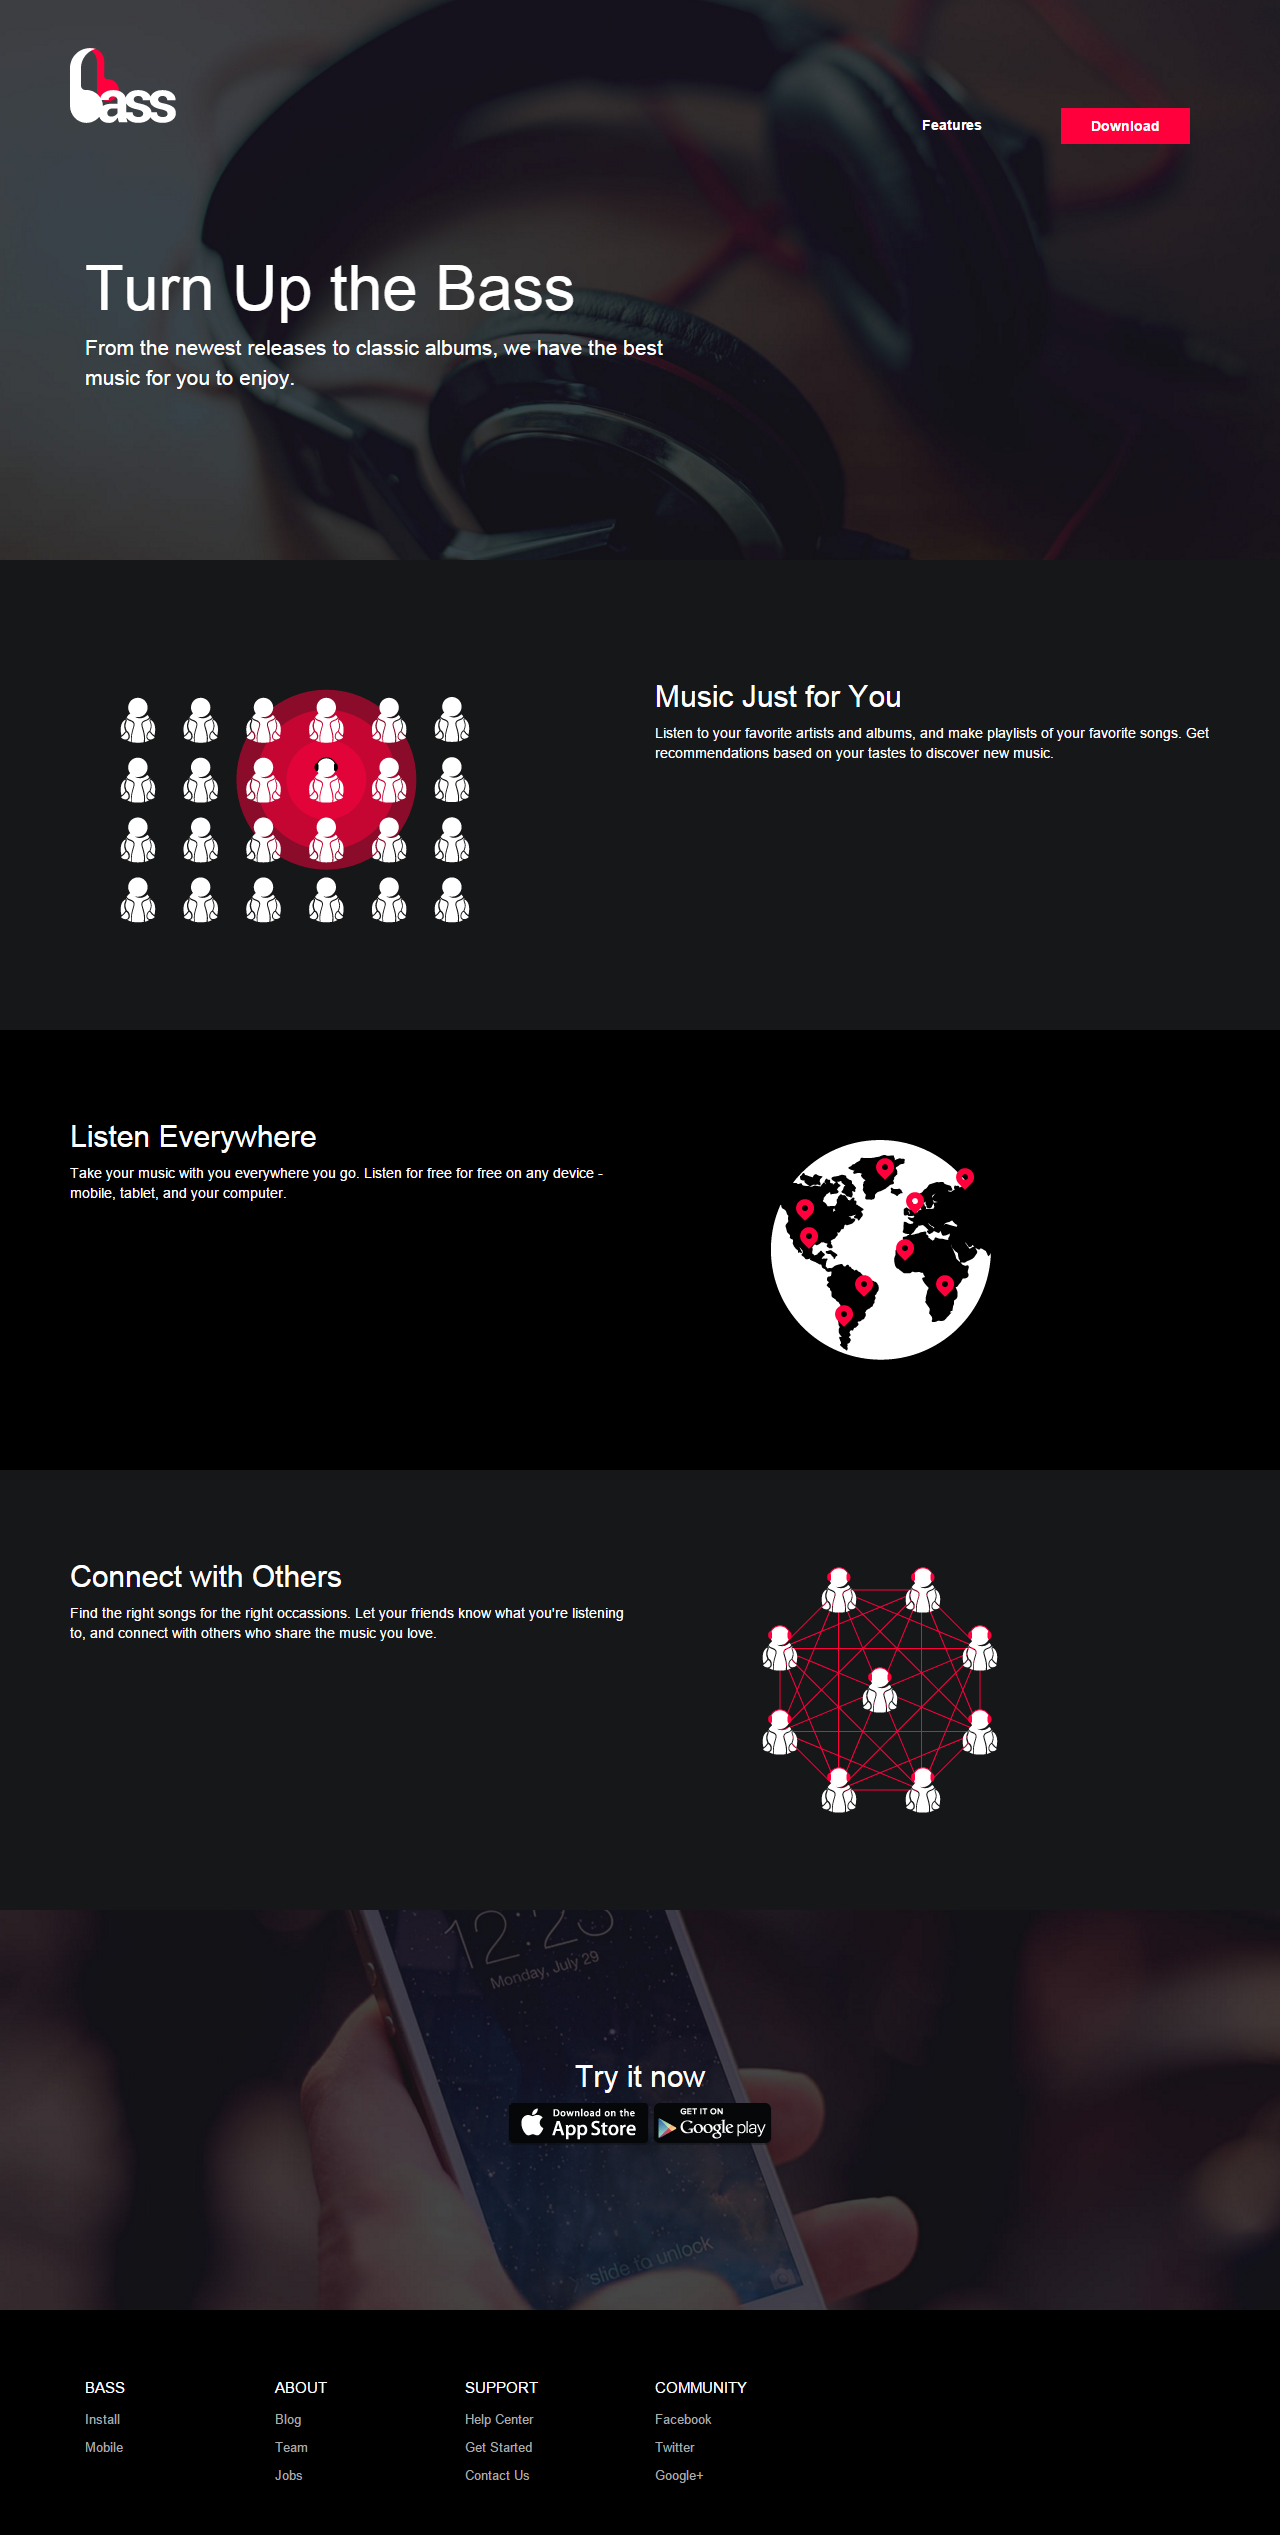 bass
Features
Download
Turn Up the Bass
From the newest releases to classic albums, we have the best
music for you to enjoy.
Music Just for You
Listen to your favorite artists and albums, and make playlists of your favorite songs. Get
recommendations based on your tastes to discover new music.
Listen Everywhere
Take your music with you everywhere you go. Listen for free for free on any device -
mobile, tablet, and your computer.
Connect with Others
Find the right songs for the right occassions. Let your friends know what you're listening
to, and connect with others who share the music you love.
12:23
Monday, July 29
Try it now
Download on the
App Store
GET IT ON
Google play
slide to unlock
BASS
Install
Mobile
ABOUT
Blog
Team
Jobs
SUPPORT
Help Center
Get Started
Contact Us
COMMUNITY
Facebook
Twitter
Google+